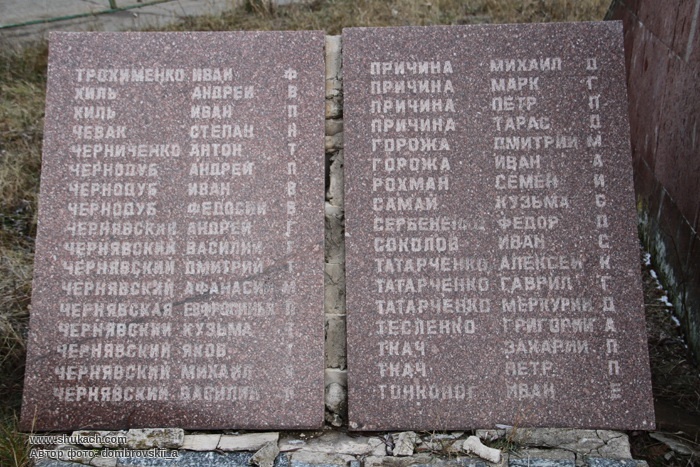 ТРОХИМЕНКО ИВАН Ф
ХИЛЬ АНДРЕЙ В
ХИЛЬ ИВАН П
ЧЕВАК СТЕПАН Я
ЧЕРНИЧЕНКО АНТОН Т
ЧЕРНОДУБ АНДРЕЙ П
ЧЕРНОДУБ ИВАН В
ЧЕРНОДУБ ФЕДОСИЙ В
ЧЕРНЯВСКИЙ АНДРЕЙ Г
ЧЕРНЯВСКИЙ ВАСИЛИЙ
ЧЕРНЯВСКИЙ ДМИТРИЙ
ЧЕРНЯВСКИЙ АФАНАСИЙ М
ЧЕРНЯВСКАЯ ЕВФРОСИНЬЯ
ЧЕРНЯВСКИЙ КУЗЬМА
ЧЕРНЯВСКИЙ ЯКОВ
ЧЕРНЯВСКИЙ МИХАИЛ
ЧЕРНЯВСКИЙ ВАСИЛИЙ
ПРИЧИНА МИХАИЛ
ПРИЧИНА МАРК Г
ПРИЧИНА ПЕТР П
ПРИЧИНА ТАРАС Д
ГОРОЖА ДМИТРИЙ М
ГОРОЖА ИВАН А
РОХМАН СЕМЕН И
САМАЙ КУЗЬМА С
ФЕДОР Д
СОКОЛОВ ИВАН С
ТАТАРЧЕНКО АЛЕКСЕЙ К
ТАТАРЧЕНКО ГАВРИЛ Г
ТАТАРЧЕНКО МЕРКУРИЙ Д
ТЕСЛЕНКО ГРИГОРИЙ А
ТКАЧ ЗАХАРИЙ П
ТКАЧ ПЕТР П
ТОНКОНОГ ИВАН Е
www.shukach.com
Автор фото- dombrovskii_a